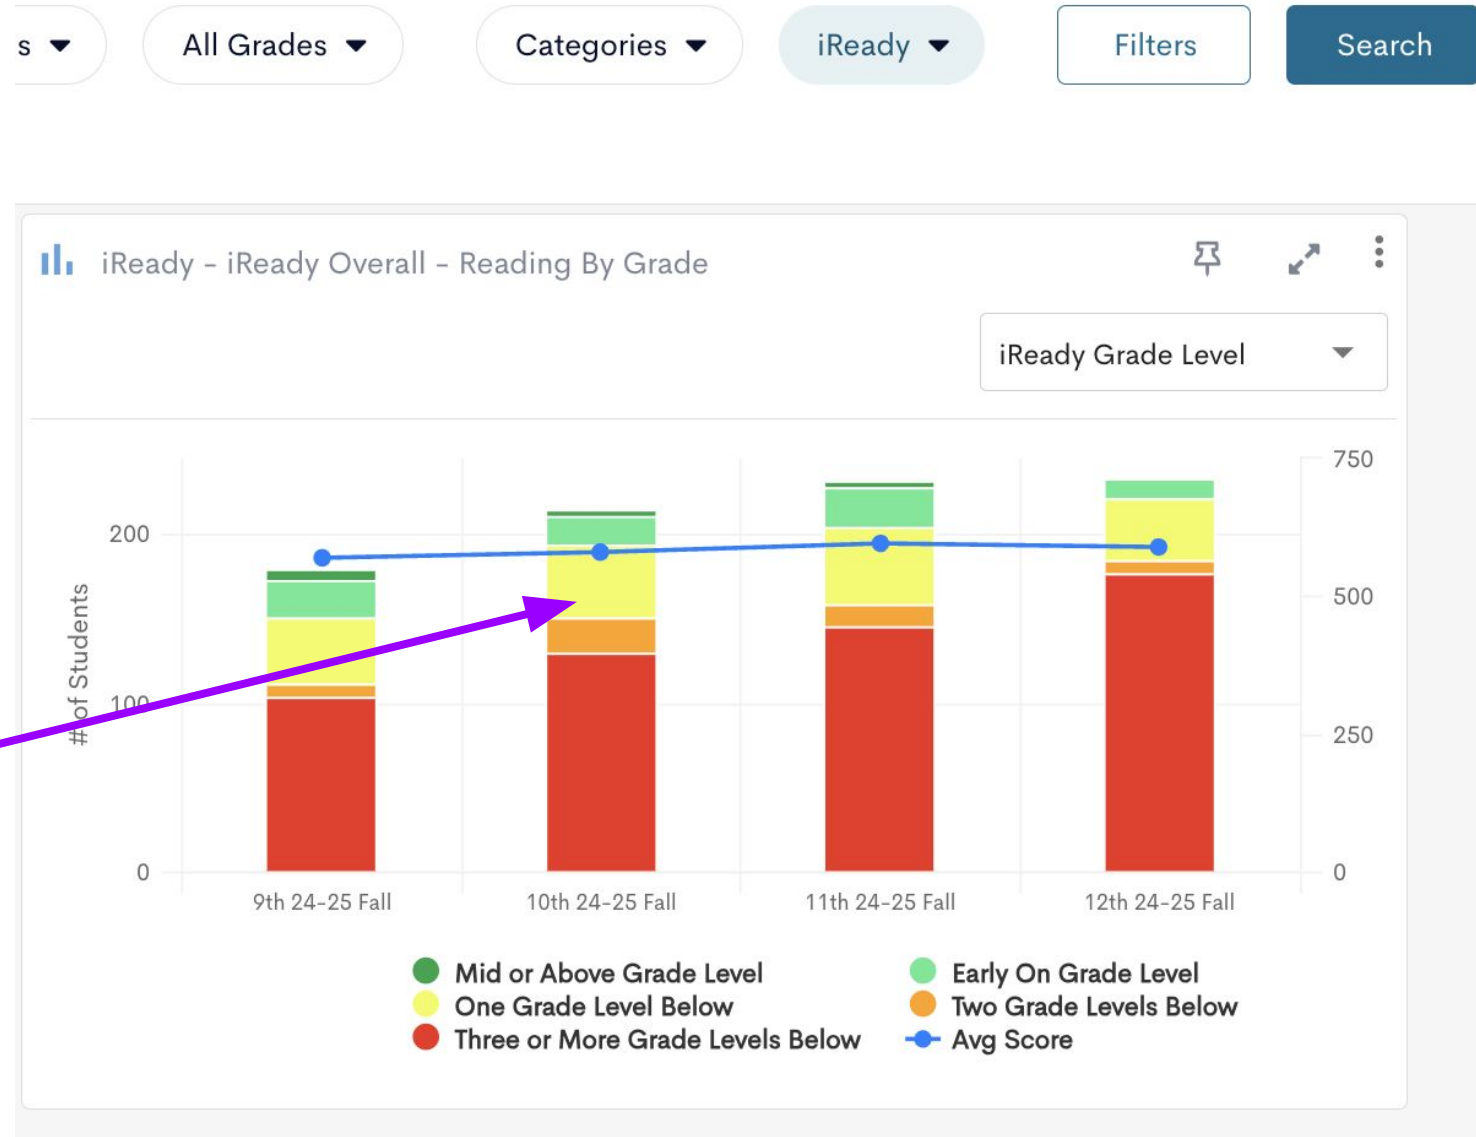 s
All Grades
Categories
iReady
Filters
Search
iReady - iReady Overall - Reading By Grade
iReady Grade Level
# of Students
200
100
0
750
500
250
0
9th 24-25 Fall
10th 24-25 Fall
11th 24-25 Fall
12th 24-25 Fall
Mid or Above Grade Level
Early On Grade Level
One Grade Level Below
Two Grade Levels Below
Three or More Grade Levels Below
Avg Score